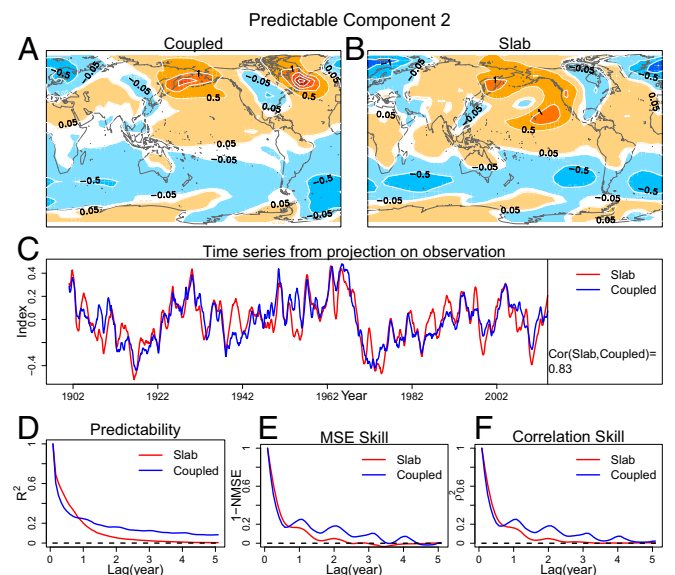 Predictable Component 2
A Coupled B Slab
-0.5 -0.05 1 1 -0.05 0.5 0.5 0.05 0.05 -0.05 -0.05 -0.5 -0.05 -0.5 0.05 0.05
-1 -0.5 -0.05 1 -0.05 0.5 0.05 -0.05 1 0.05 0.5 0.05 -0.05 -0.5 -0.5 -0.5 -0.05 0.05
C Time series from projection on observation
Index
0.4
0.2
0.0
-0.4
Slab
Coupled
Cor(Slab,Coupled)=
0.83
1902 1922 1942 1962 Year 1982 2002
D Predictability E MSE Skill F Correlation Skill
R²
1
0.6
0.2
0
Slab
Coupled
0 1 2 3 4 5
Lag(year)
1-NMSE
1
0.6
0.2
0
Slab
Coupled
0 1 2 3 4 5
Lag(year)
ρ²
1
0.6
0.2
0
Slab
Coupled
0 1 2 3 4 5
Lag(year)